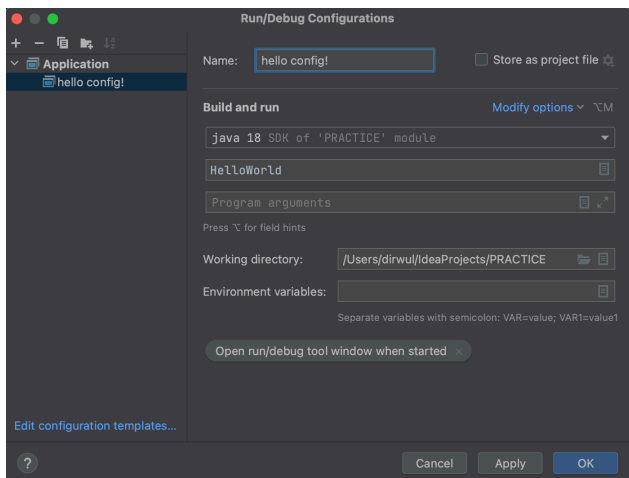 Run/Debug Configurations
Application
hello config!
Name: hello config! Store as project file
Build and run Modify options ⌥M
java 18 SDK of 'PRACTICE' module
HelloWorld
Program arguments
Press ⌥ for field hints
Working directory: /Users/dirwul/IdeaProjects/PRACTICE
Environment variables:
Separate variables with semicolon: VAR=value; VAR1=value1
Open run/debug tool window when started ×
Edit configuration templates...
? Cancel Apply OK